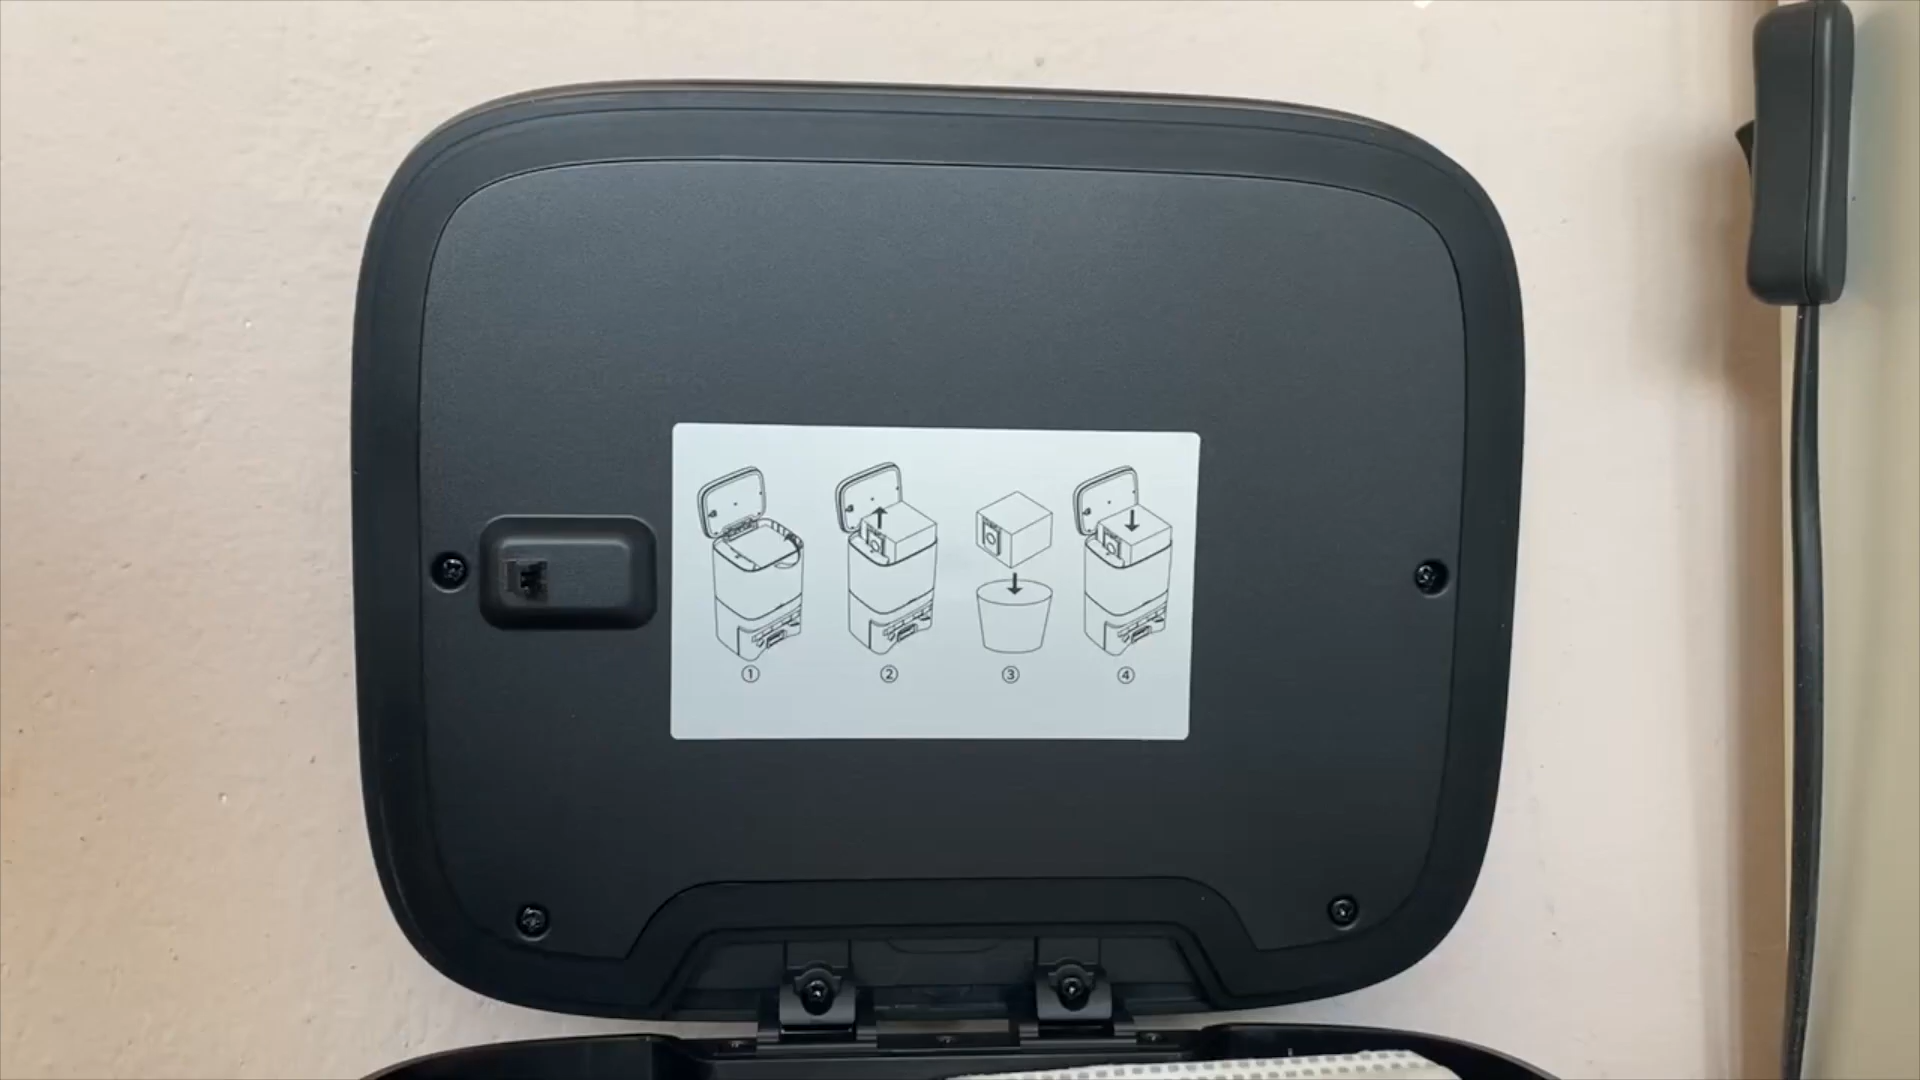 ① ② ③ ④